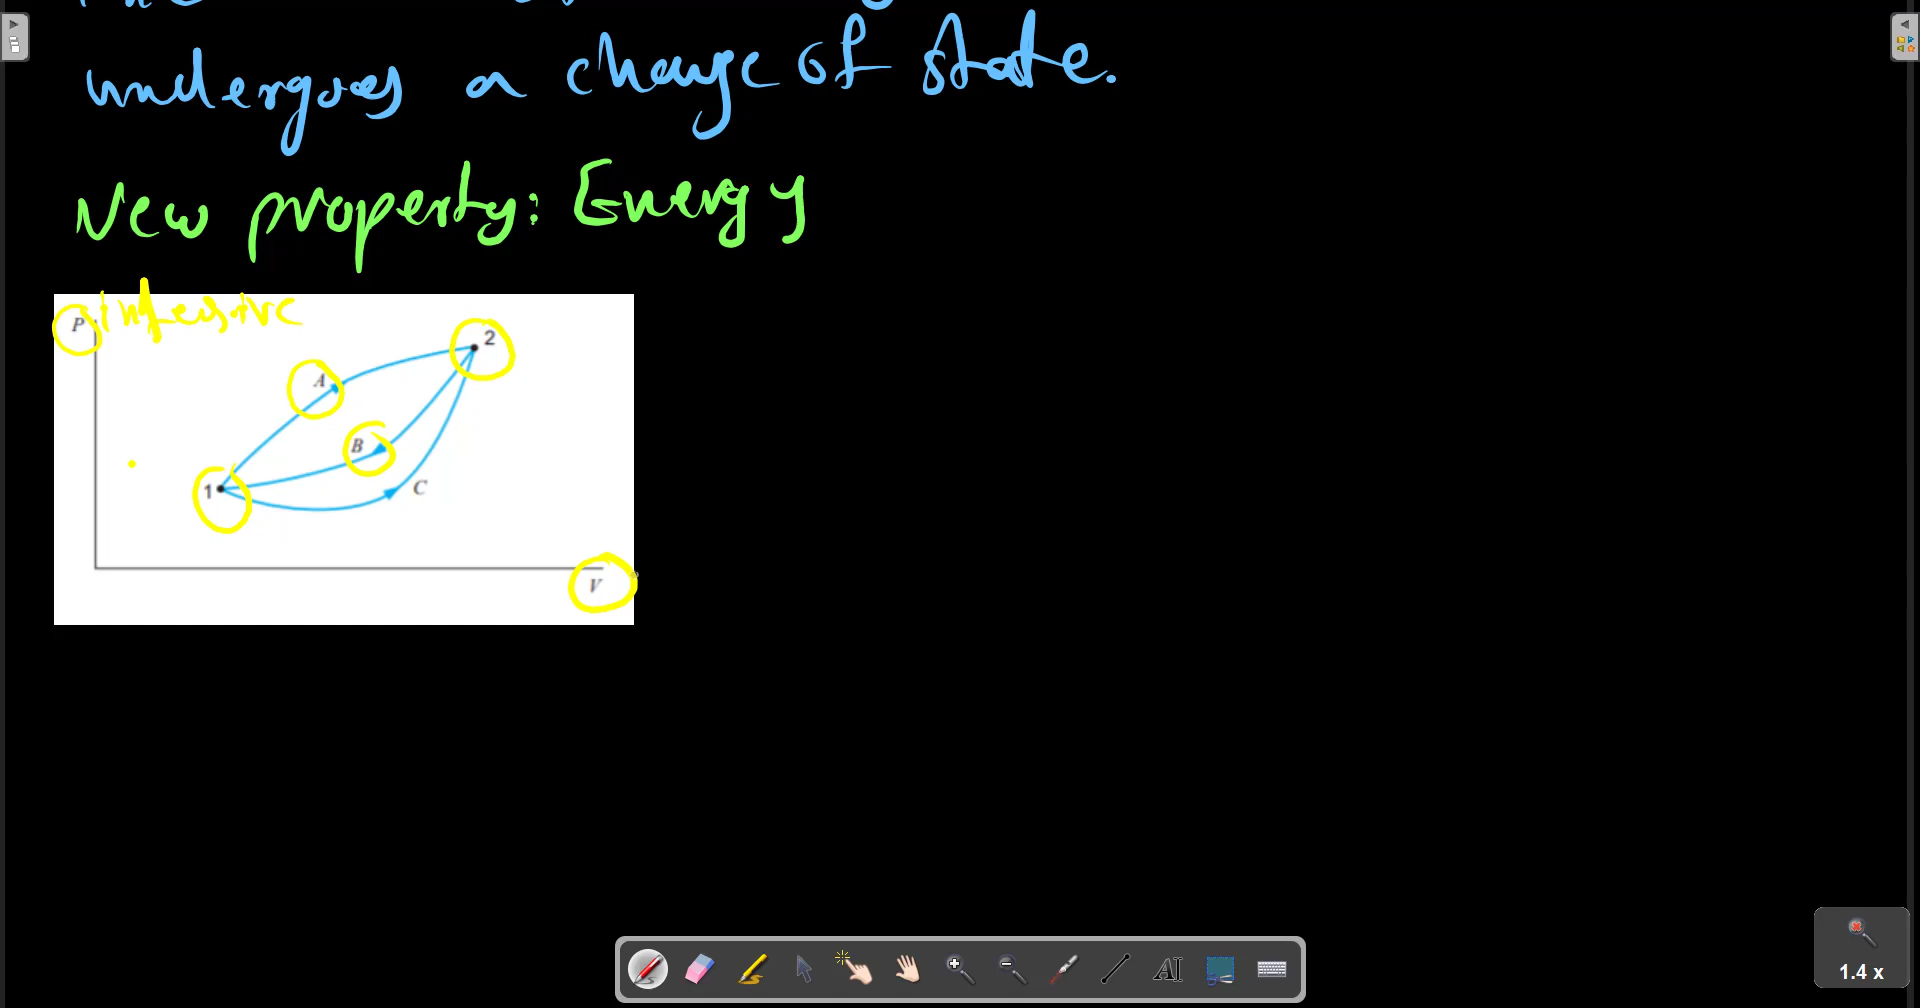 undergoes a change of state.
New property: Energy
P intensive
2
A
B
1
C
V
1.4 x